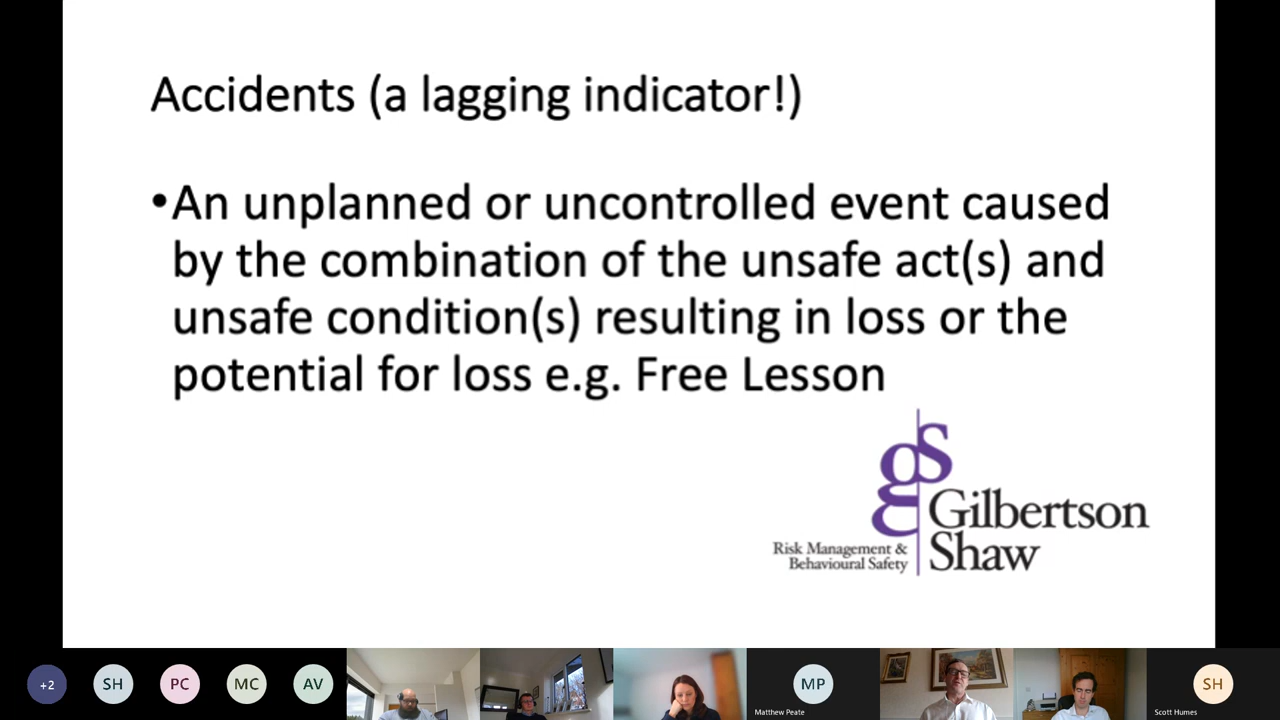 Accidents (a lagging indicator!)
•An unplanned or uncontrolled event caused
by the combination of the unsafe act(s) and
unsafe condition(s) resulting in loss or the
potential for loss e.g. Free Lesson
gs
Gilbertson
Shaw
Risk Management &
Behavioural Safety
+2
SH
PC
MC
AV
MP
Matthew Peate
SH
Scott Humes